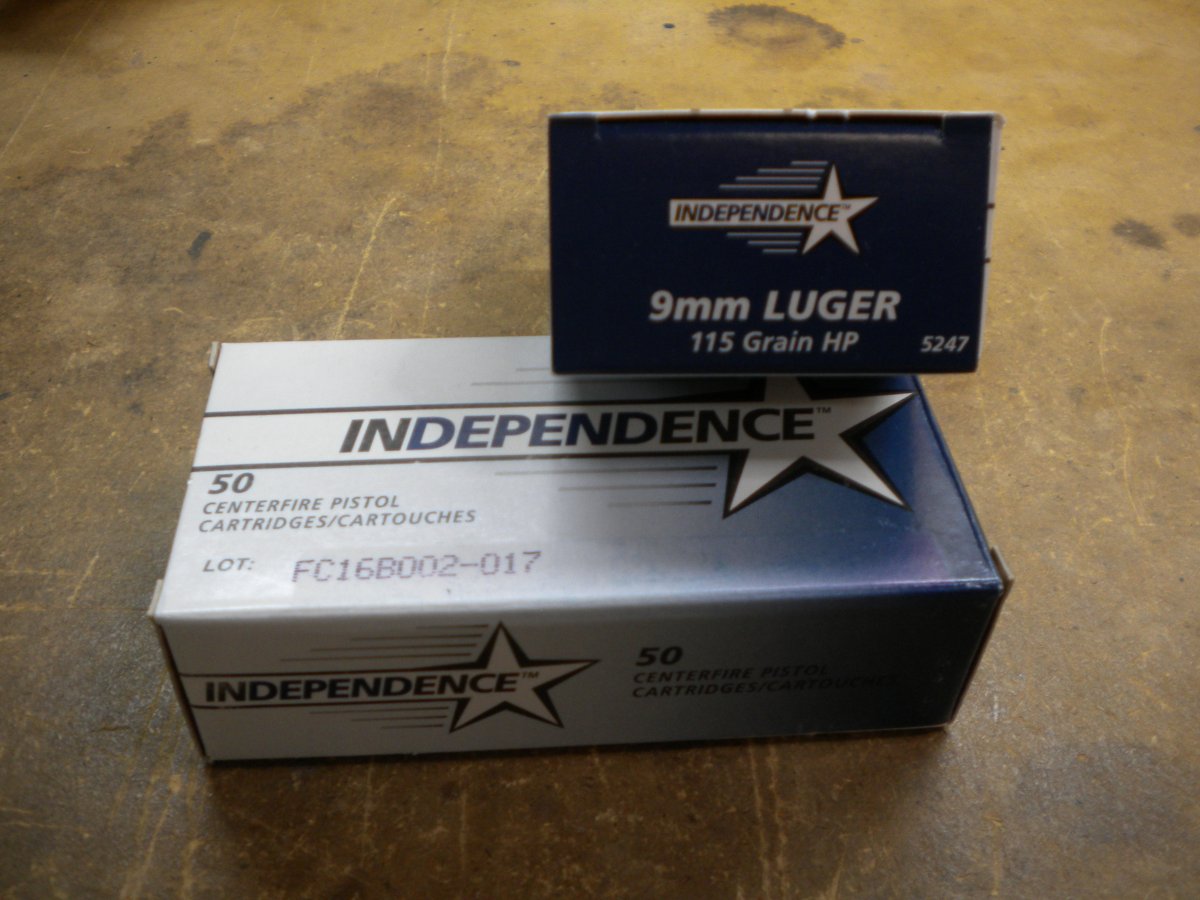 INDEPENDENCE™
9mm LUGER
115 Grain HP
5247
INDEPENDENCE™
50
CENTERFIRE PISTOL
CARTRIDGES/CARTOUCHES
LOT: FC16B002-017
INDEPENDENCE™
50
CENTERFIRE PISTOL
CARTRIDGES/CARTOUCHES